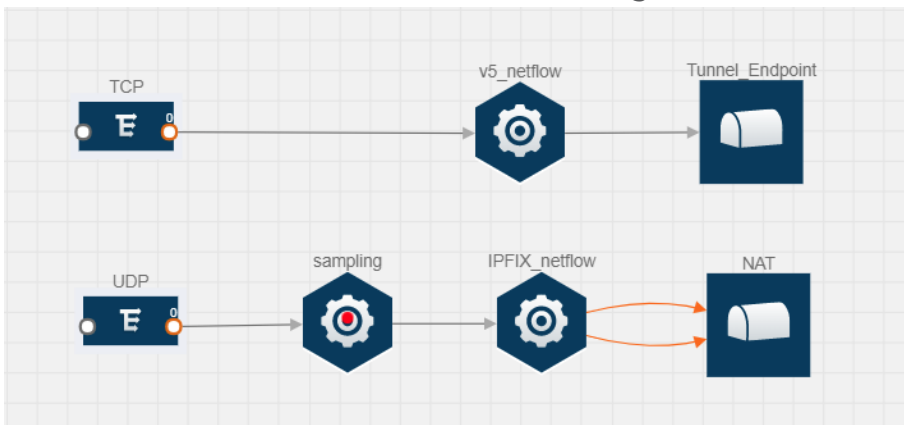 TCP
0
v5_netflow
Tunnel_Endpoint
UDP
0
sampling
IPFIX_netflow
NAT